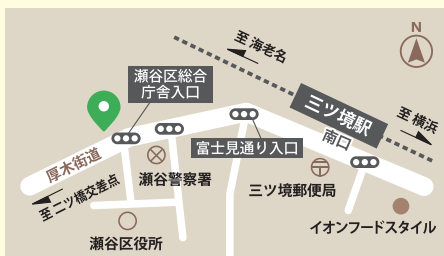 N
至 海老名
瀬谷区総合
庁舎入口
三ツ境駅
南口
至 横浜
富士見通り入口
厚木街道
瀬谷警察署
三ツ境郵便局
至 二ツ橋交差点
瀬谷区役所
イオンフードスタイル